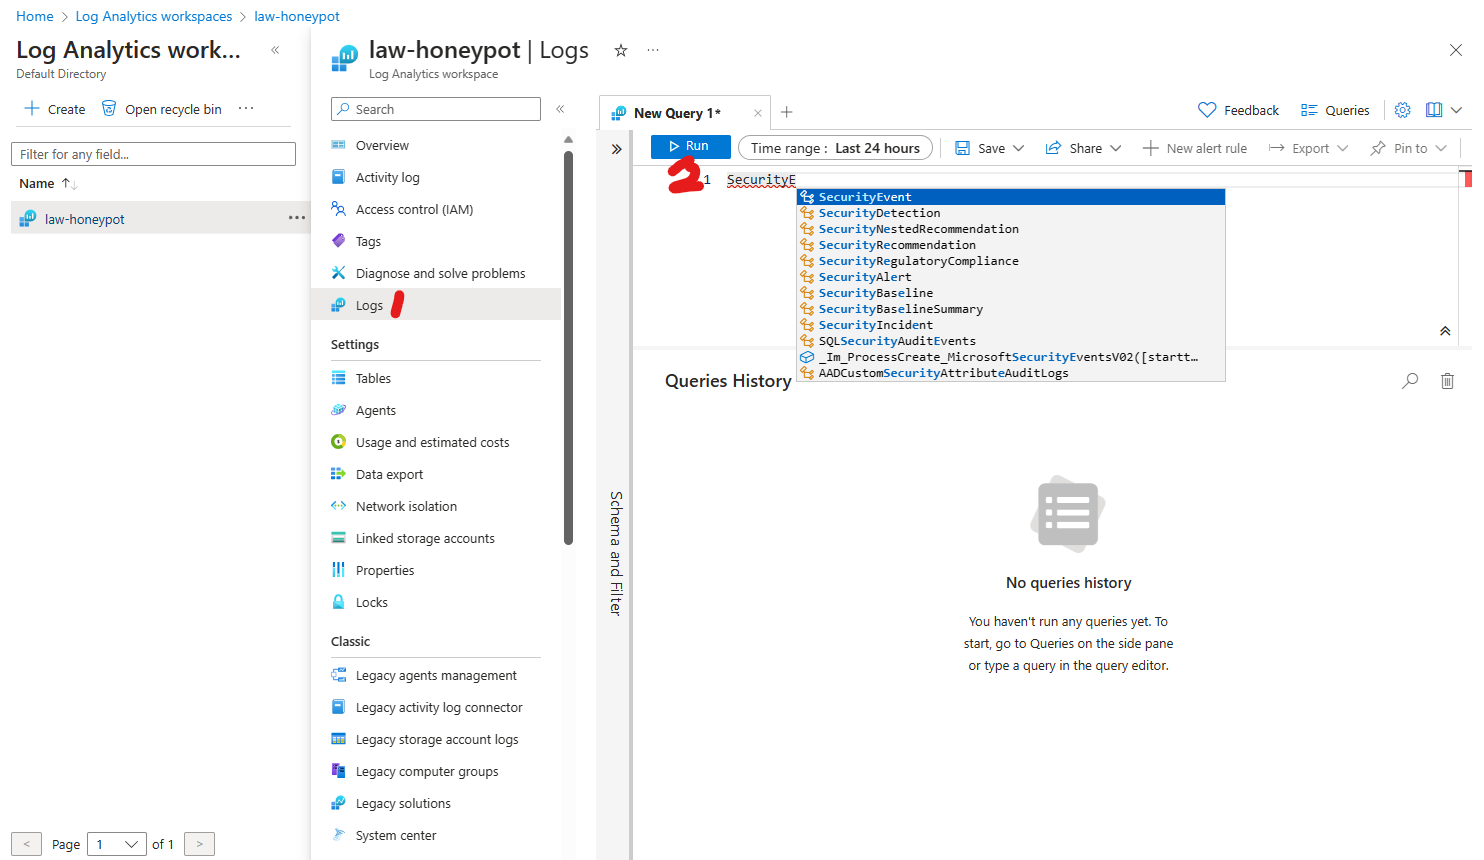 Home > Log Analytics workspaces > law-honeypot
Log Analytics work... «
Default Directory
+ Create Open recycle bin ...
Filter for any field...
Name ↑↓
law-honeypot ...
Page 1 of 1
law-honeypot | Logs ...
Log Analytics workspace
Search «
Overview
Activity log
Access control (IAM)
Tags
Diagnose and solve problems
Logs 1
Settings
Tables
Agents
Usage and estimated costs
Data export
Network isolation
Linked storage accounts
Properties
Locks
Classic
Legacy agents management
Legacy activity log connector
Legacy storage account logs
Legacy computer groups
Legacy solutions
System center
New Query 1* × +
Feedback Queries
Run Time range : Last 24 hours Save Share New alert rule Export Pin to
2
1 SecurityE
SecurityEvent
SecurityDetection
SecurityNestedRecommendation
SecurityRecommendation
SecurityRegulatoryCompliance
SecurityAlert
SecurityBaseline
SecurityBaselineSummary
SecurityIncident
SQLSecurityAuditEvents
_Im_ProcessCreate_MicrosoftSecurityEventsV02([startt…
AADCustomSecurityAttributeAuditLogs
Schema and Filter
Queries History
No queries history
You haven't run any queries yet. To
start, go to Queries on the side pane
or type a query in the query editor.